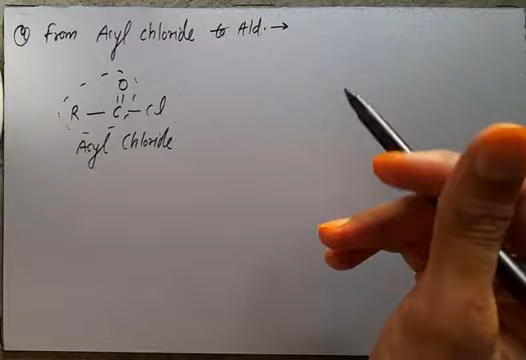 (4) From Acyl chloride to Ald. →
O
||
R — C — Cl
Acyl Chloride